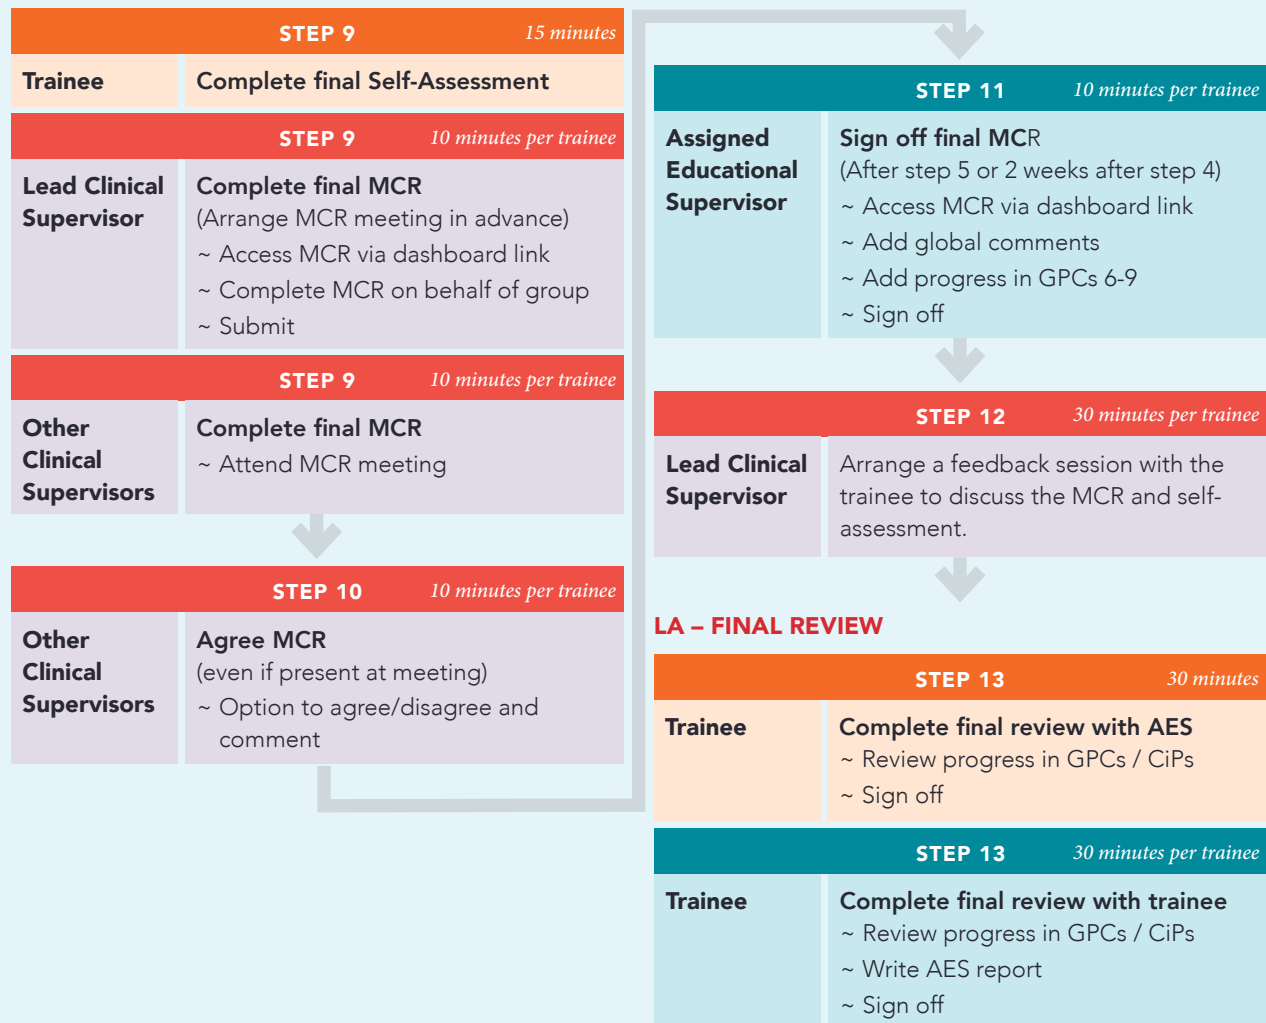 STEP 9 15 minutes
Trainee Complete final Self-Assessment
STEP 9 10 minutes per trainee
Lead Clinical Supervisor
Complete final MCR
(Arrange MCR meeting in advance)
~ Access MCR via dashboard link
~ Complete MCR on behalf of group
~ Submit
STEP 9 10 minutes per trainee
Other Clinical Supervisors
Complete final MCR
~ Attend MCR meeting
STEP 10 10 minutes per trainee
Other Clinical Supervisors
Agree MCR
(even if present at meeting)
~ Option to agree/disagree and
comment
STEP 11 10 minutes per trainee
Assigned Educational Supervisor
Sign off final MCR
(After step 5 or 2 weeks after step 4)
~ Access MCR via dashboard link
~ Add global comments
~ Add progress in GPCs 6-9
~ Sign off
STEP 12 30 minutes per trainee
Lead Clinical Supervisor
Arrange a feedback session with the
trainee to discuss the MCR and self-
assessment.
LA – FINAL REVIEW
STEP 13 30 minutes
Trainee
Complete final review with AES
~ Review progress in GPCs / CiPs
~ Sign off
STEP 13 30 minutes per trainee
Trainee
Complete final review with trainee
~ Review progress in GPCs / CiPs
~ Write AES report
~ Sign off